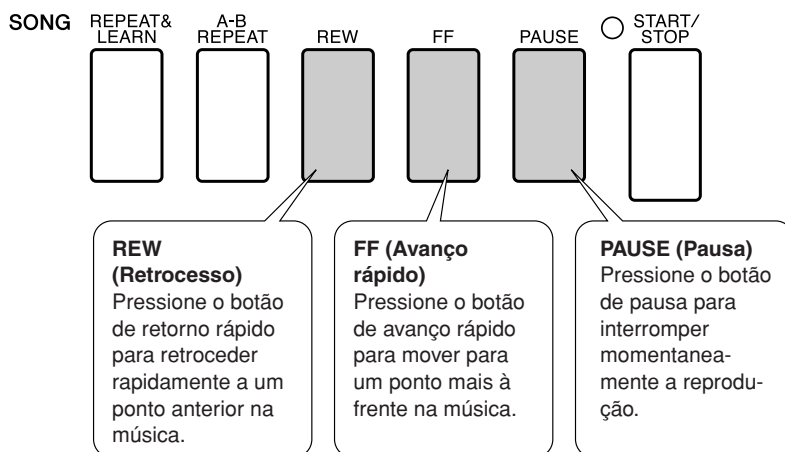 SONG
REPEAT&
LEARN
A-B
REPEAT
REW
FF
PAUSE
START/
STOP
REW
(Retrocesso)
Pressione o botão
de retorno rápido
para retroceder
rapidamente a um
ponto anterior na
música.
FF (Avanço
rápido)
Pressione o botão
de avanço rápido
para mover para
um ponto mais à
frente na música.
PAUSE (Pausa)
Pressione o botão
de pausa para
interromper
momentanea-
mente a reprodu-
ção.